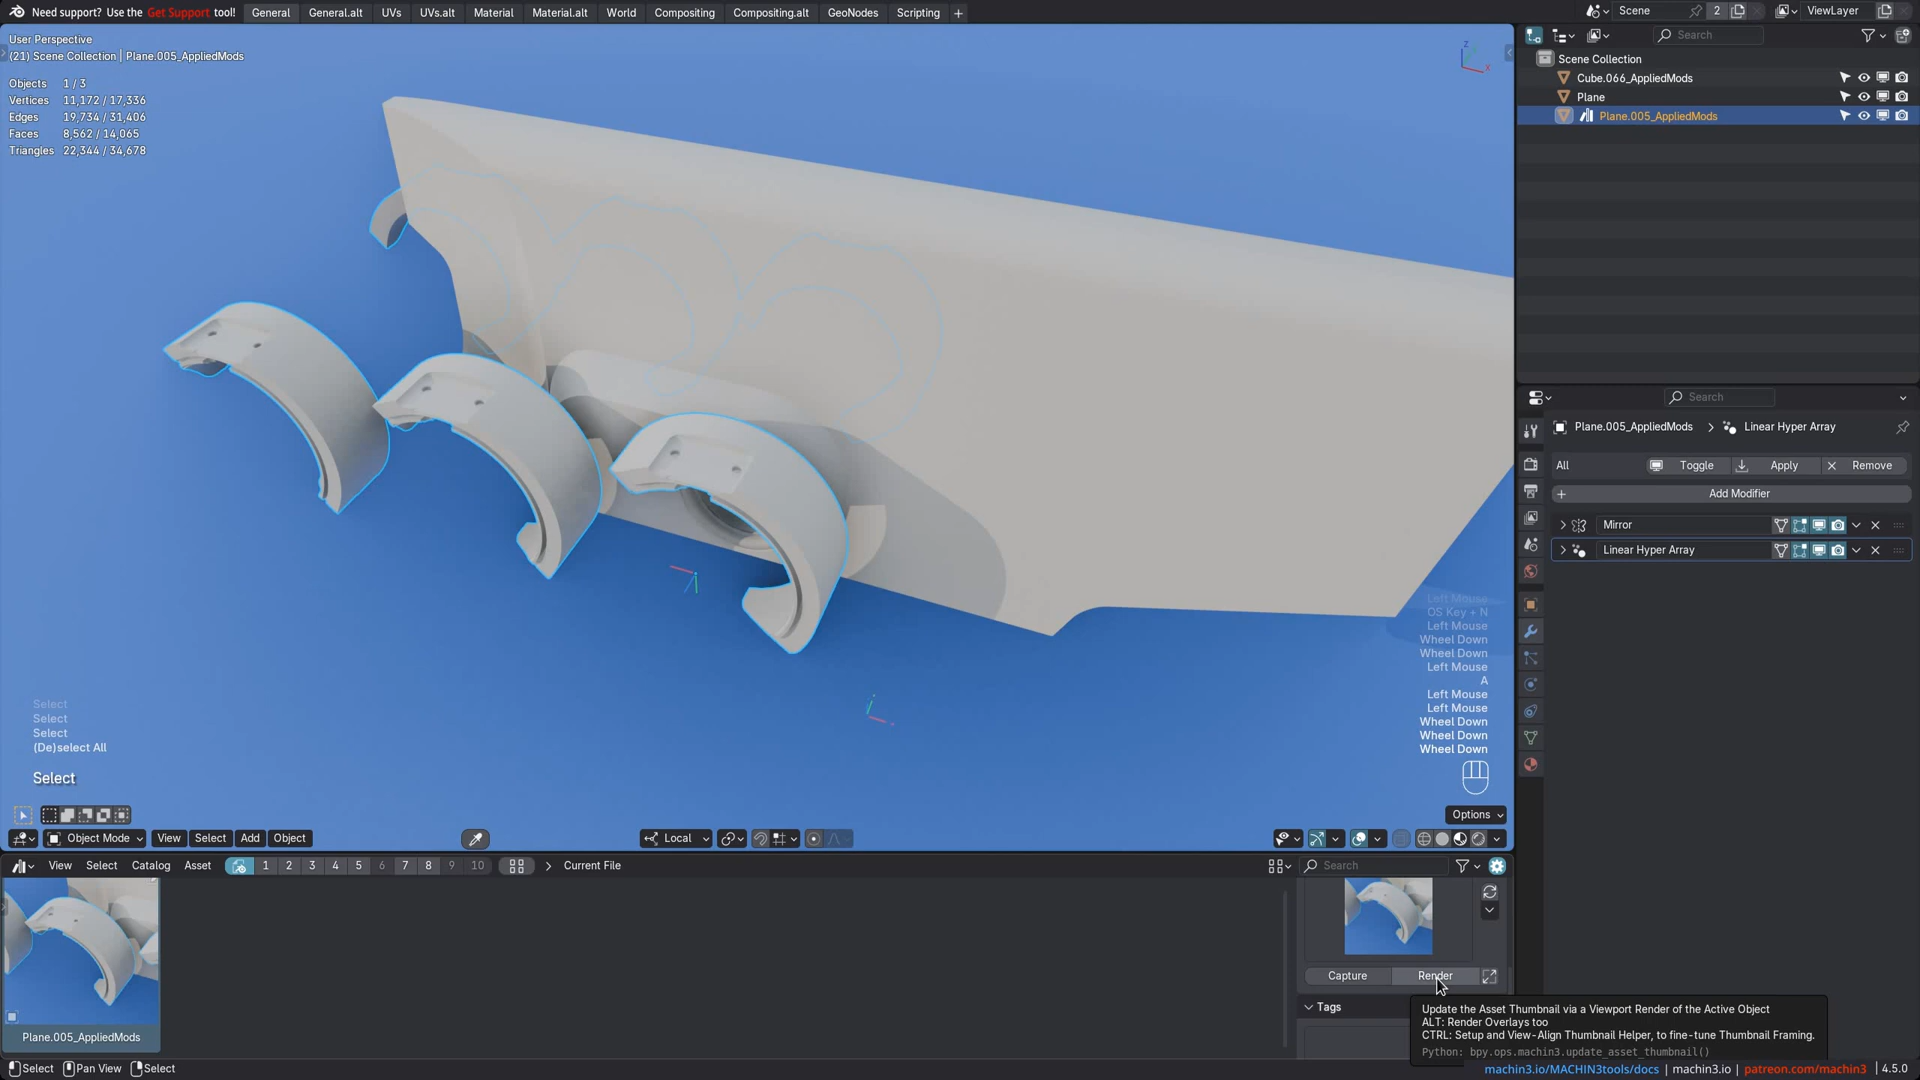 Need support? Use the Get Support tool!
General
General.alt
UVs
UVs.alt
Material
Material.alt
World
Compositing
Compositing.alt
GeoNodes
Scripting
+
Scene
2
ViewLayer
User Perspective
(21) Scene Collection | Plane.005_AppliedMods
Objects 1 / 3
Vertices 11,172 / 17,336
Edges 19,734 / 31,406
Faces 8,562 / 14,065
Triangles 22,344 / 34,678
Z
X
Search
Scene Collection
Cube.066_AppliedMods
Plane
Plane.005_AppliedMods
Search
Plane.005_AppliedMods > Linear Hyper Array
All
Toggle
Apply
Remove
Add Modifier
Mirror
Linear Hyper Array
Left Mouse
OS Key + N
Left Mouse
Wheel Down
Wheel Down
Left Mouse
A
Left Mouse
Left Mouse
Wheel Down
Wheel Down
Wheel Down
Select
Select
Select
(De)select All
Select
Options
Object Mode
View
Select
Add
Object
Local
View
Select
Catalog
Asset
1
2
3
4
5
6
7
8
9
10
Current File
Search
Plane.005_AppliedMods
Capture
Render
Tags
Update the Asset Thumbnail via a Viewport Render of the Active Object
ALT: Render Overlays too
CTRL: Setup and View-Align Thumbnail Helper, to fine-tune Thumbnail Framing.
Python: bpy.ops.machin3.update_asset_thumbnail()
Select
Pan View
Select
machin3.io/MACHIN3tools/docs | machin3.io | patreon.com/machin3 | 4.5.0